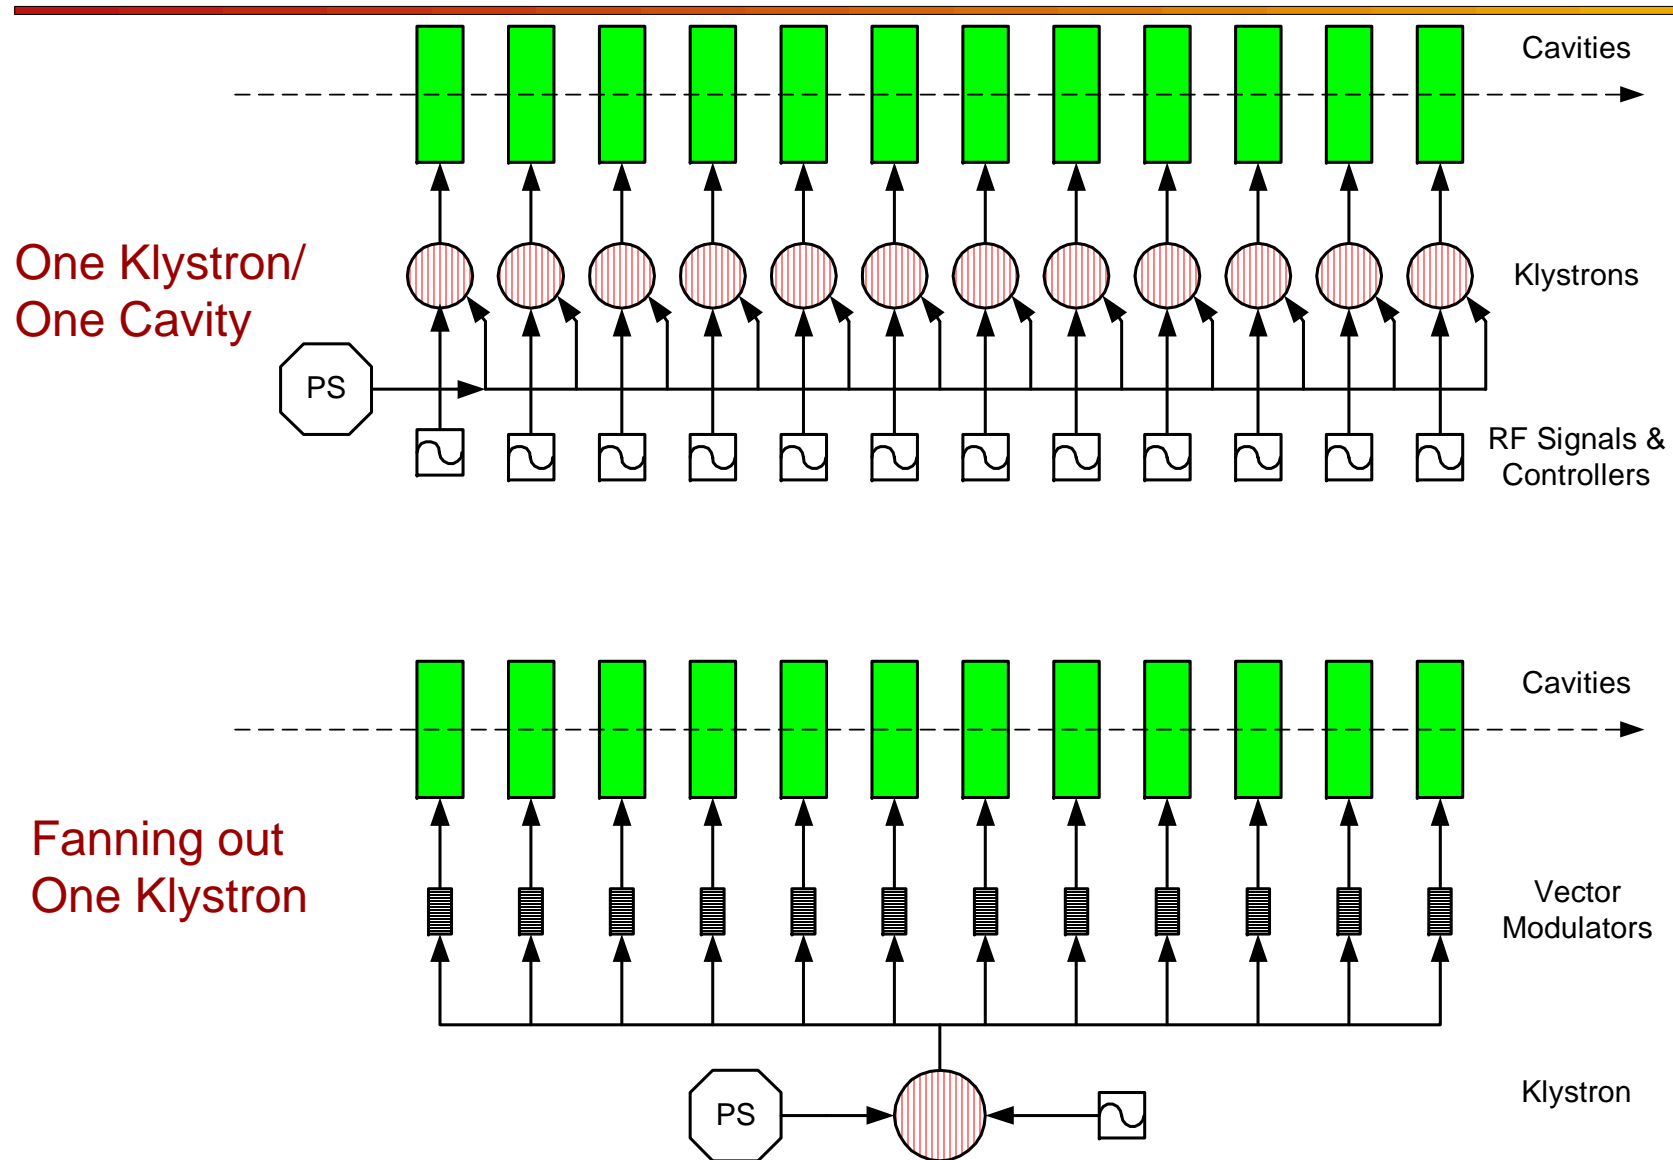 Cavities
One Klystron/
One Cavity
Klystrons
PS
RF Signals &
Controllers
Cavities
Fanning out
One Klystron
Vector
Modulators
PS
Klystron